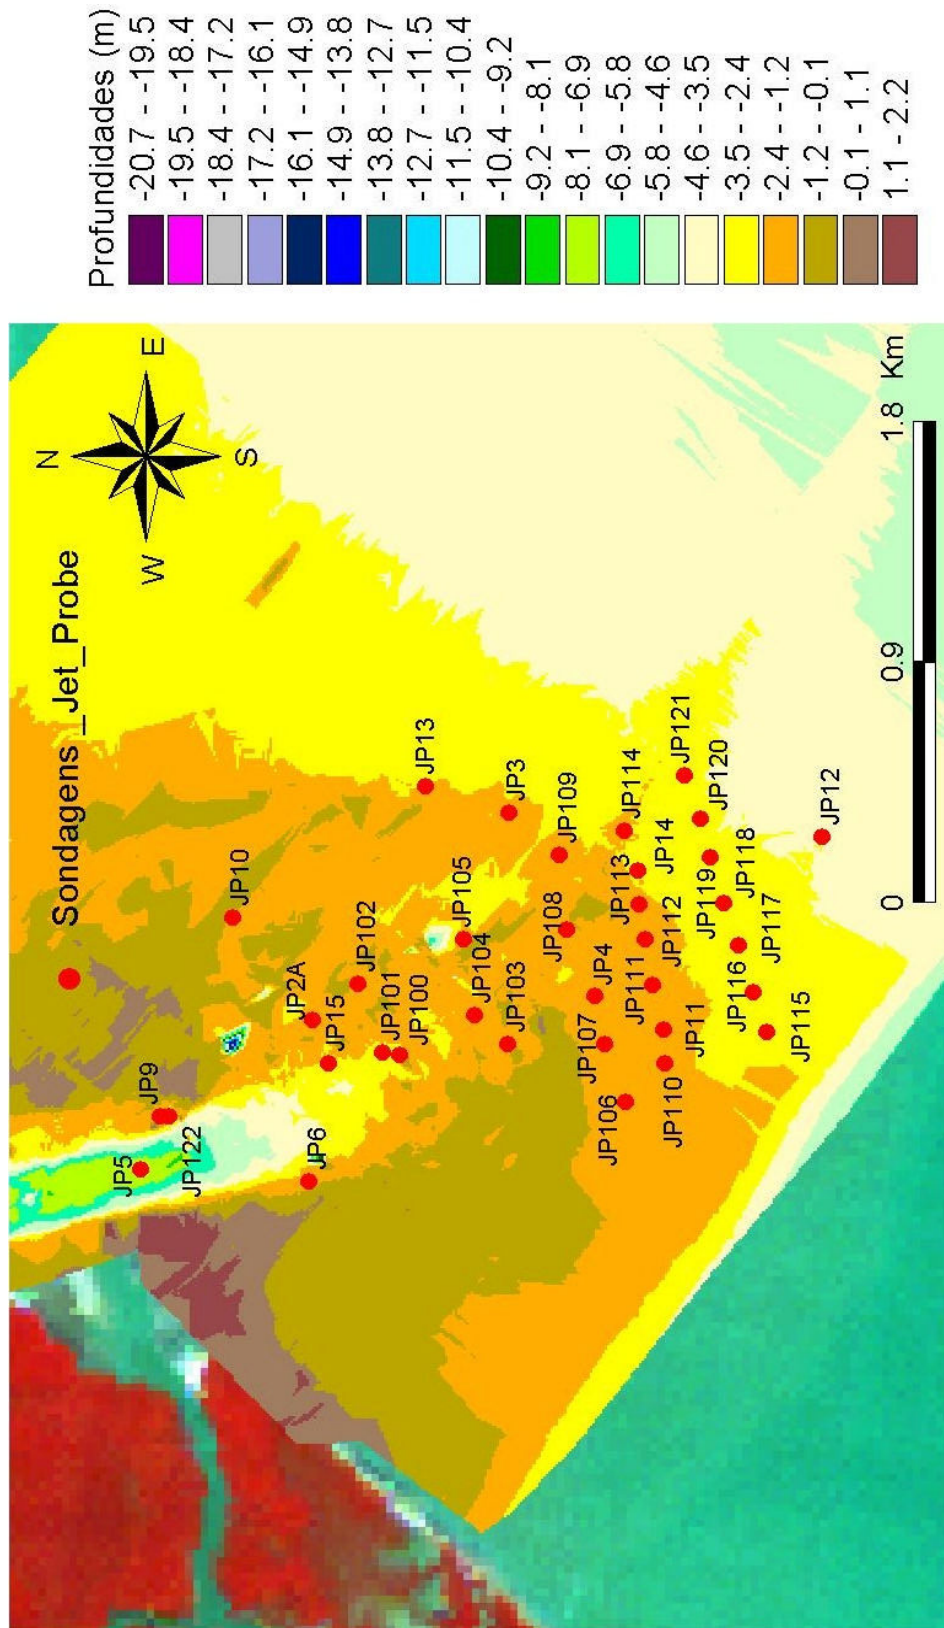 Profundidades (m)
-20.7 - -19.5
-19.5 - -18.4
-18.4 - -17.2
-17.2 - -16.1
-16.1 - -14.9
-14.9 - -13.8
-13.8 - -12.7
-12.7 - -11.5
-11.5 - -10.4
-10.4 - -9.2
-9.2 - -8.1
-8.1 - -6.9
-6.9 - -5.8
-5.8 - -4.6
-4.6 - -3.5
-3.5 - -2.4
-2.4 - -1.2
-1.2 - -0.1
-0.1 - 1.1
1.1 - 2.2
Sondagens_Jet_Probe
N
W
E
S
JP5
JP9
JP122
JP10
JP6
JP2A
JP15
JP102
JP101
JP100
JP13
JP105
JP104
JP103
JP3
JP109
JP108
JP4
JP107
JP106
JP114
JP113
JP14
JP111
JP112
JP11
JP110
JP121
JP120
JP119
JP118
JP117
JP116
JP115
JP12
0
0.9
1.8 Km